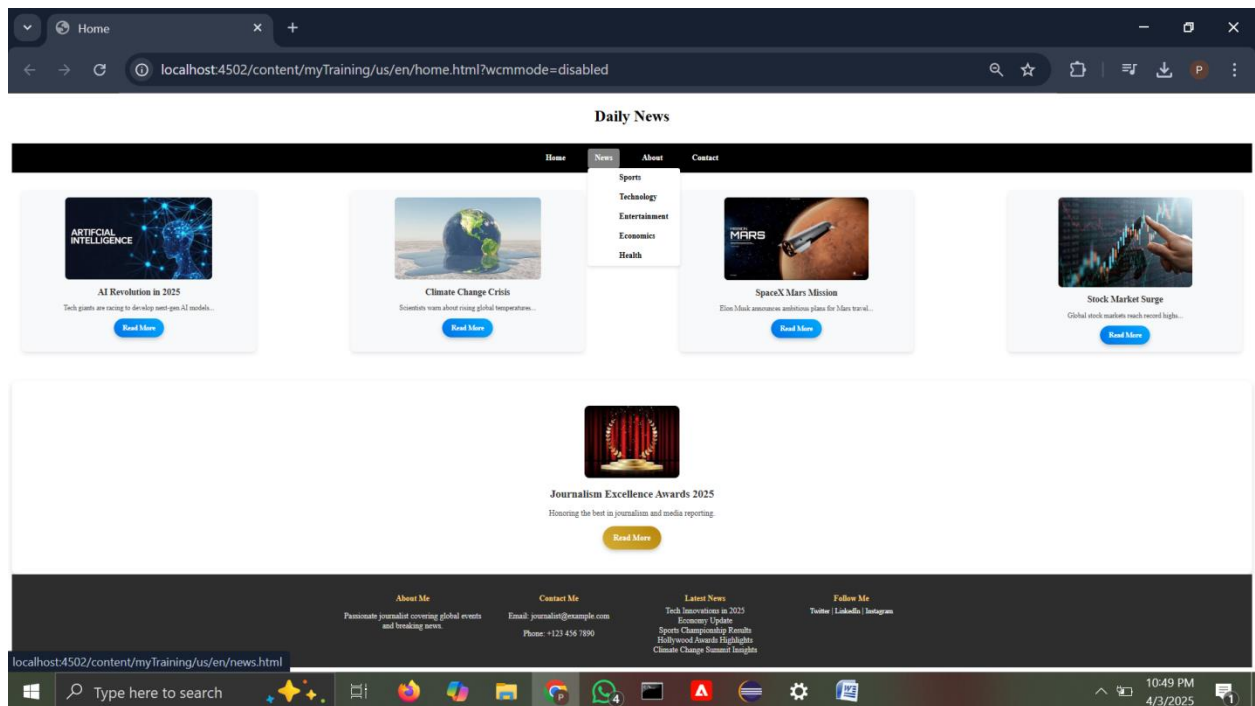 Home
localhost:4502/content/myTraining/us/en/home.html?wcmmode=disabled
P
Daily News
Home News About Contact
Sports
Technology
Entertainment
Economics
Health
ARTIFCIAL
INTELLIGENCE
AI Revolution in 2025
Tech giants are racing to develop next-gen AI models...
Read More
Climate Change Crisis
Scientists warn about rising global temperatures...
Read More
MARS
SpaceX Mars Mission
Elon Musk announces ambitious plans for Mars travel...
Read More
Stock Market Surge
Global stock markets reach record highs...
Read More
Journalism Excellence Awards 2025
Honoring the best in journalism and media reporting.
Read More
About Me
Passionate journalist covering global events
and breaking news.
Contact Me
Email: journalist@example.com
Phone: +123 456 7890
Latest News
Tech Innovations in 2025
Economy Update
Sports Championship Results
Hollywood Awards Highlights
Climate Change Summit Insights
Follow Me
Twitter | LinkedIn | Instagram
localhost:4502/content/myTraining/us/en/news.html
Type here to search
4
10:49 PM
4/3/2025
1